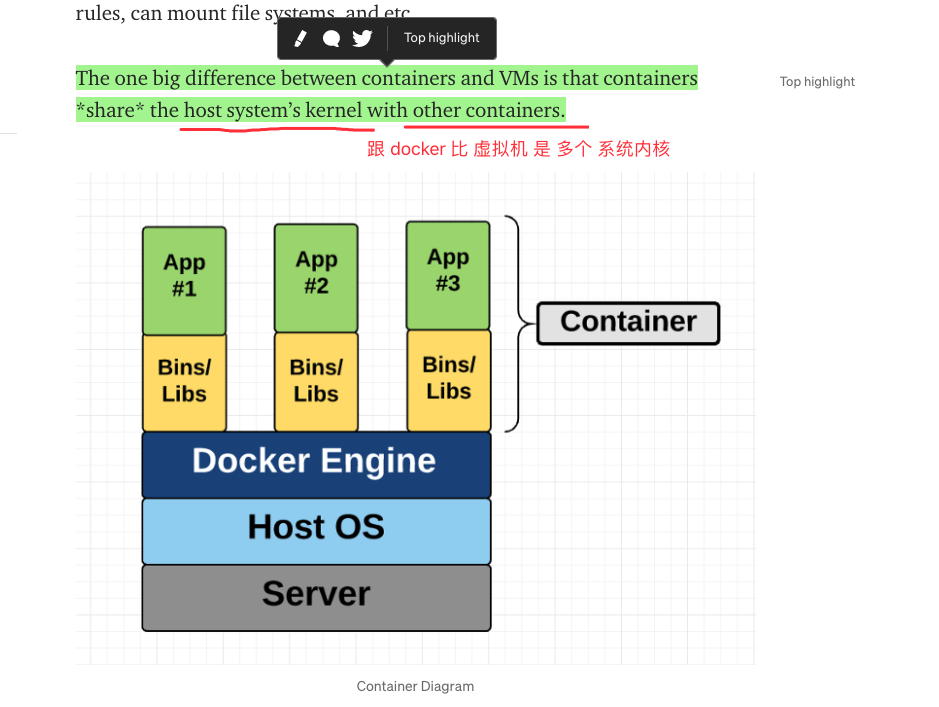 rules, can mount file systems, and etc
Top highlight
The one big difference between containers and VMs is that containers
Top highlight
*share* the host system’s kernel with other containers.
跟 docker 比 虚拟机 是 多个 系统内核
App
#1
App
#2
App
#3
Container
Bins/
Libs
Bins/
Libs
Bins/
Libs
Docker Engine
Host OS
Server
Container Diagram